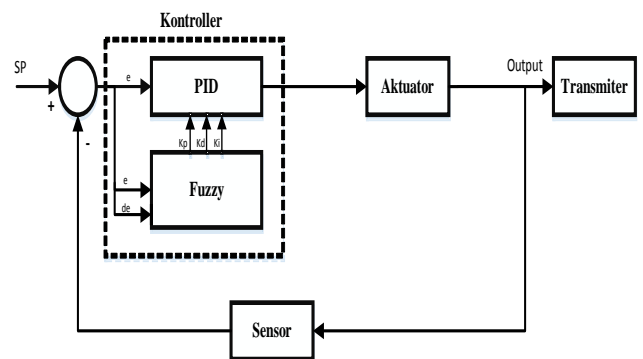 Kontroller
SP
+
-
e
PID
Aktuator
Output
Transmiter
Kp
Kd
Ki
e
de
Fuzzy
Sensor